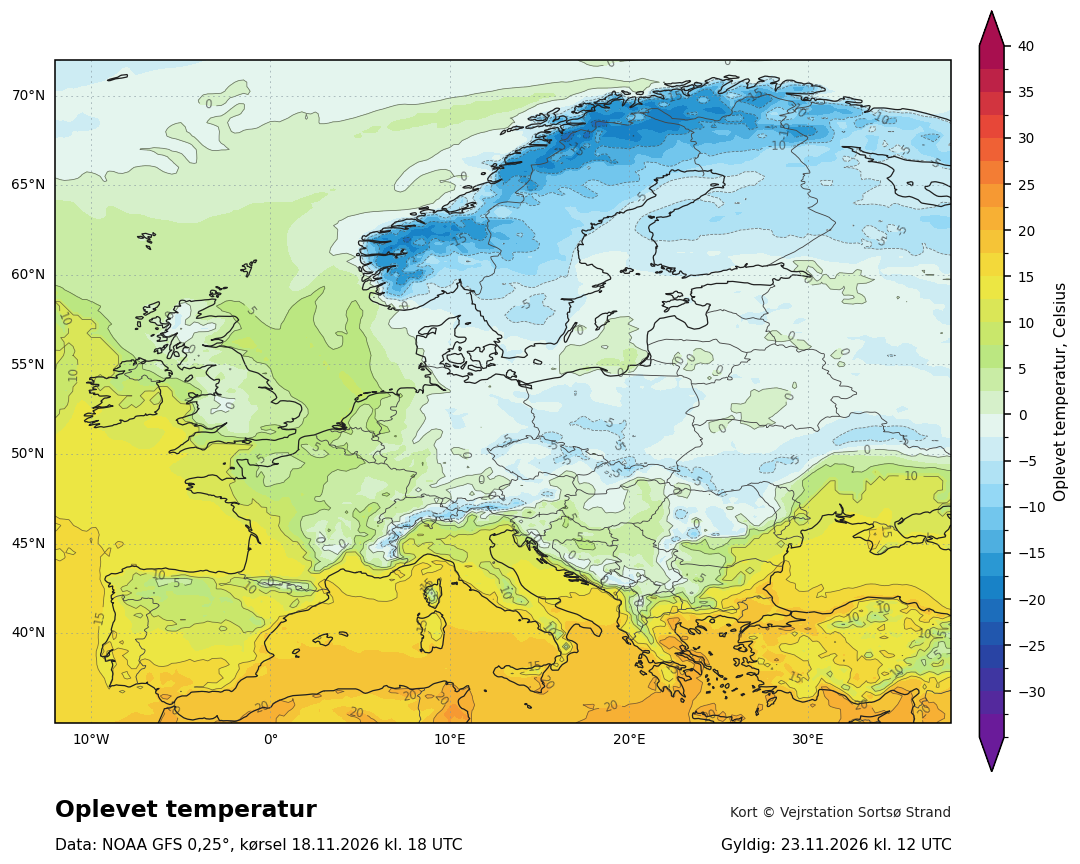 70°N
65°N
60°N
55°N
50°N
45°N
40°N
10°W
0°
10°E
20°E
30°E
40
35
30
25
20
15
10
5
0
−5
−10
−15
−20
−25
−30
Oplevet temperatur, Celsius
Oplevet temperatur
Kort © Vejrstation Sortsø Strand
Data: NOAA GFS 0,25°, kørsel 18.11.2026 kl. 18 UTC
Gyldig: 23.11.2026 kl. 12 UTC